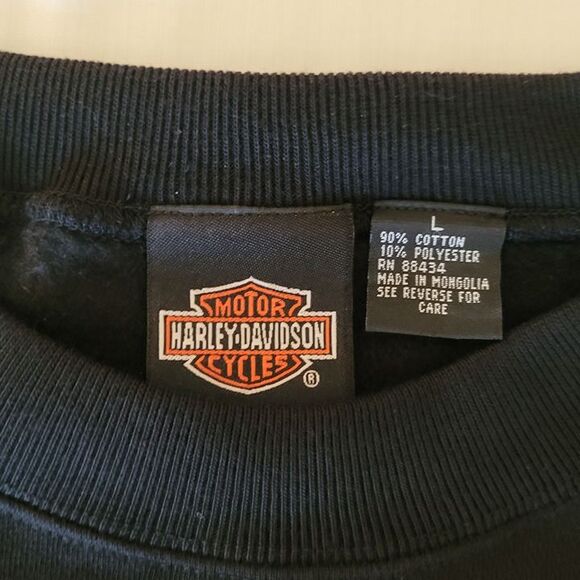 MOTOR
HARLEY-DAVIDSON
CYCLES
®
L
90% COTTON
10% POLYESTER
RN 88434
MADE IN MONGOLIA
SEE REVERSE FOR
CARE